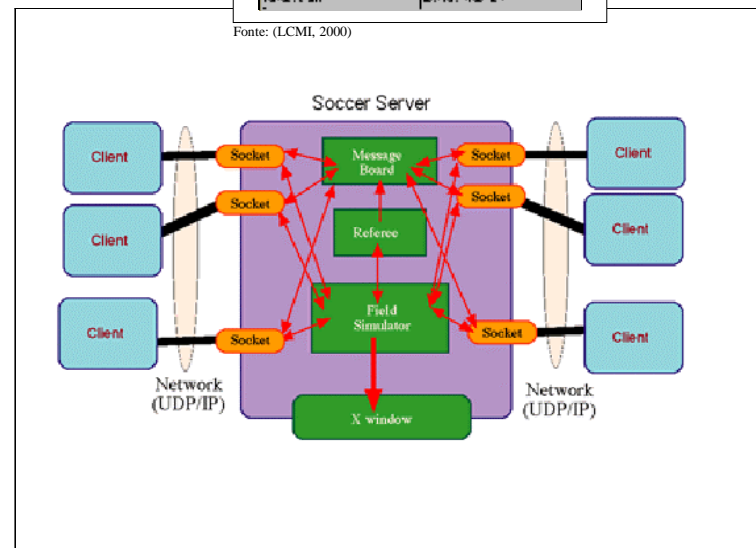 Fonte: (LCMI, 2000)
Soccer Server
Client
Socket
Message
Board
Socket
Client
Client
Socket
Referee
Socket
Client
Client
Socket
Field
Simulator
Socket
Client
Network
(UDP/IP)
X window
Network
(UDP/IP)